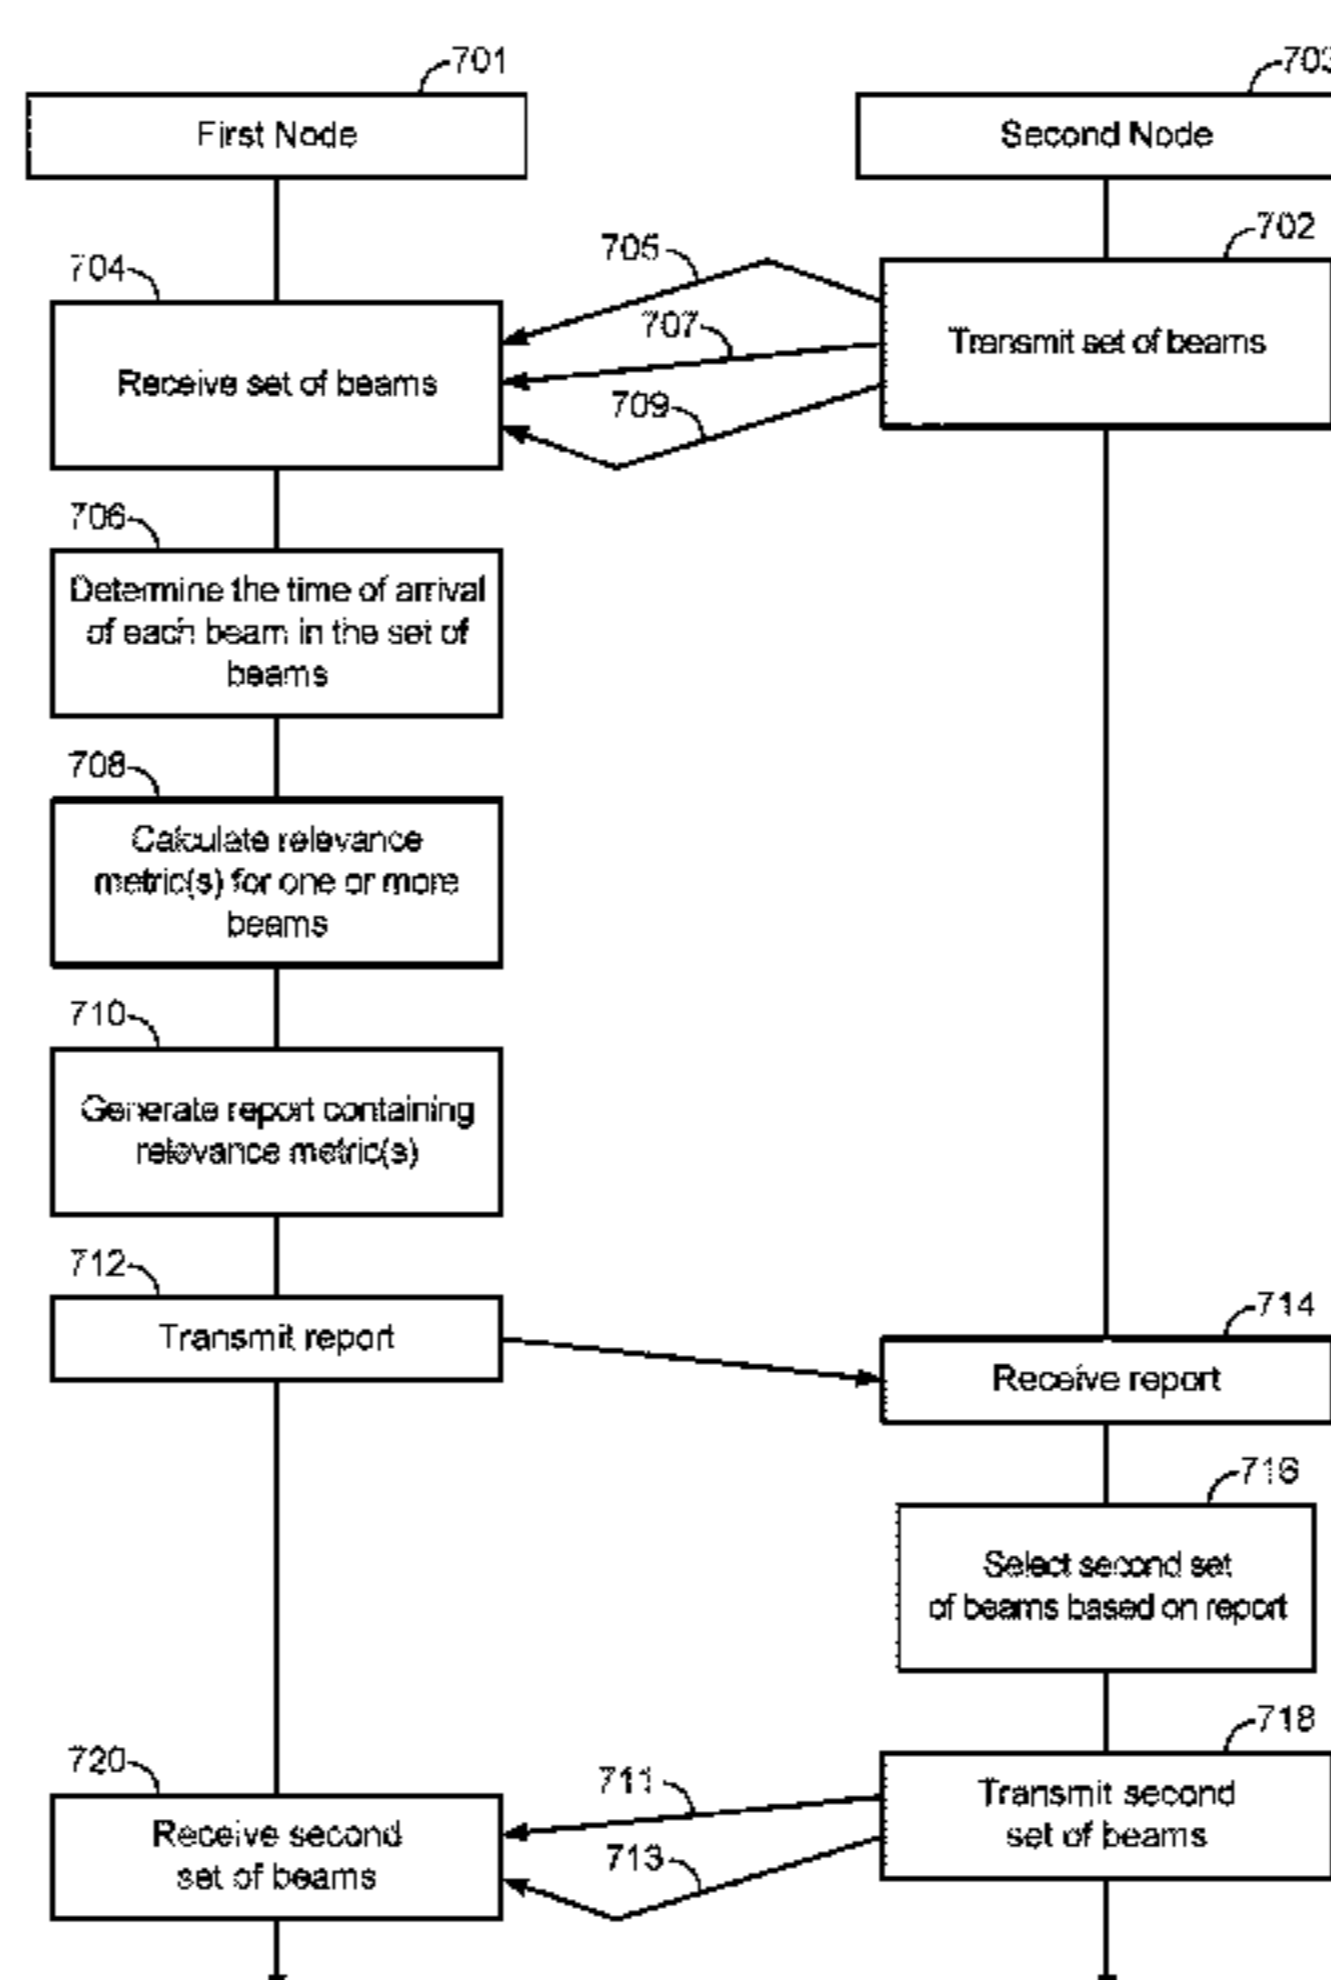 701
703
First Node
Second Node
702
705
704
707
Transmit set of beams
Receive set of beams
709
706
Determine the time of arrival
of each beam in the set of
beams
708
Calculate relevance
metric(s) for one or more
beams
710
Generate report containing
relevance metric(s)
712
714
Transmit report
Receive report
716
Select second set
of beams based on report
718
720
711
Transmit second
set of beams
Receive second
set of beams
713